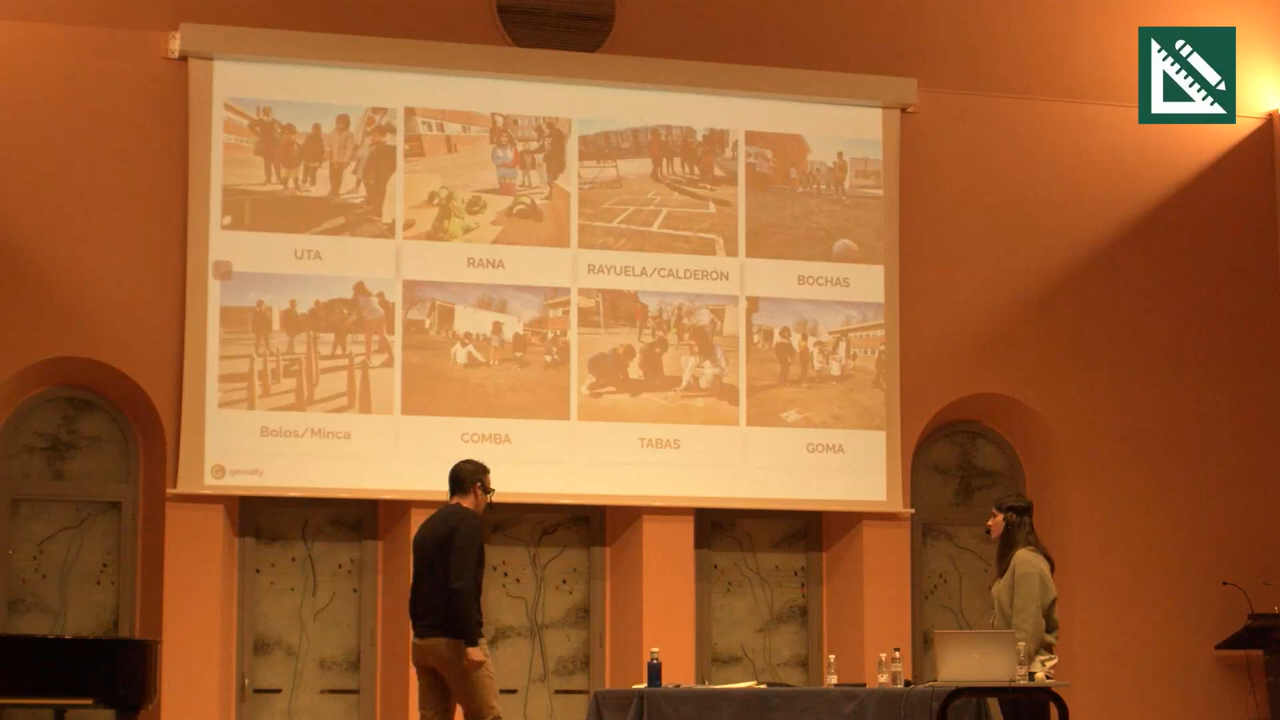 UTA
RANA
RAYUELA/CALDERÓN
BOCHAS
Bolos/Minca
COMBA
TABAS
GOMA
genially